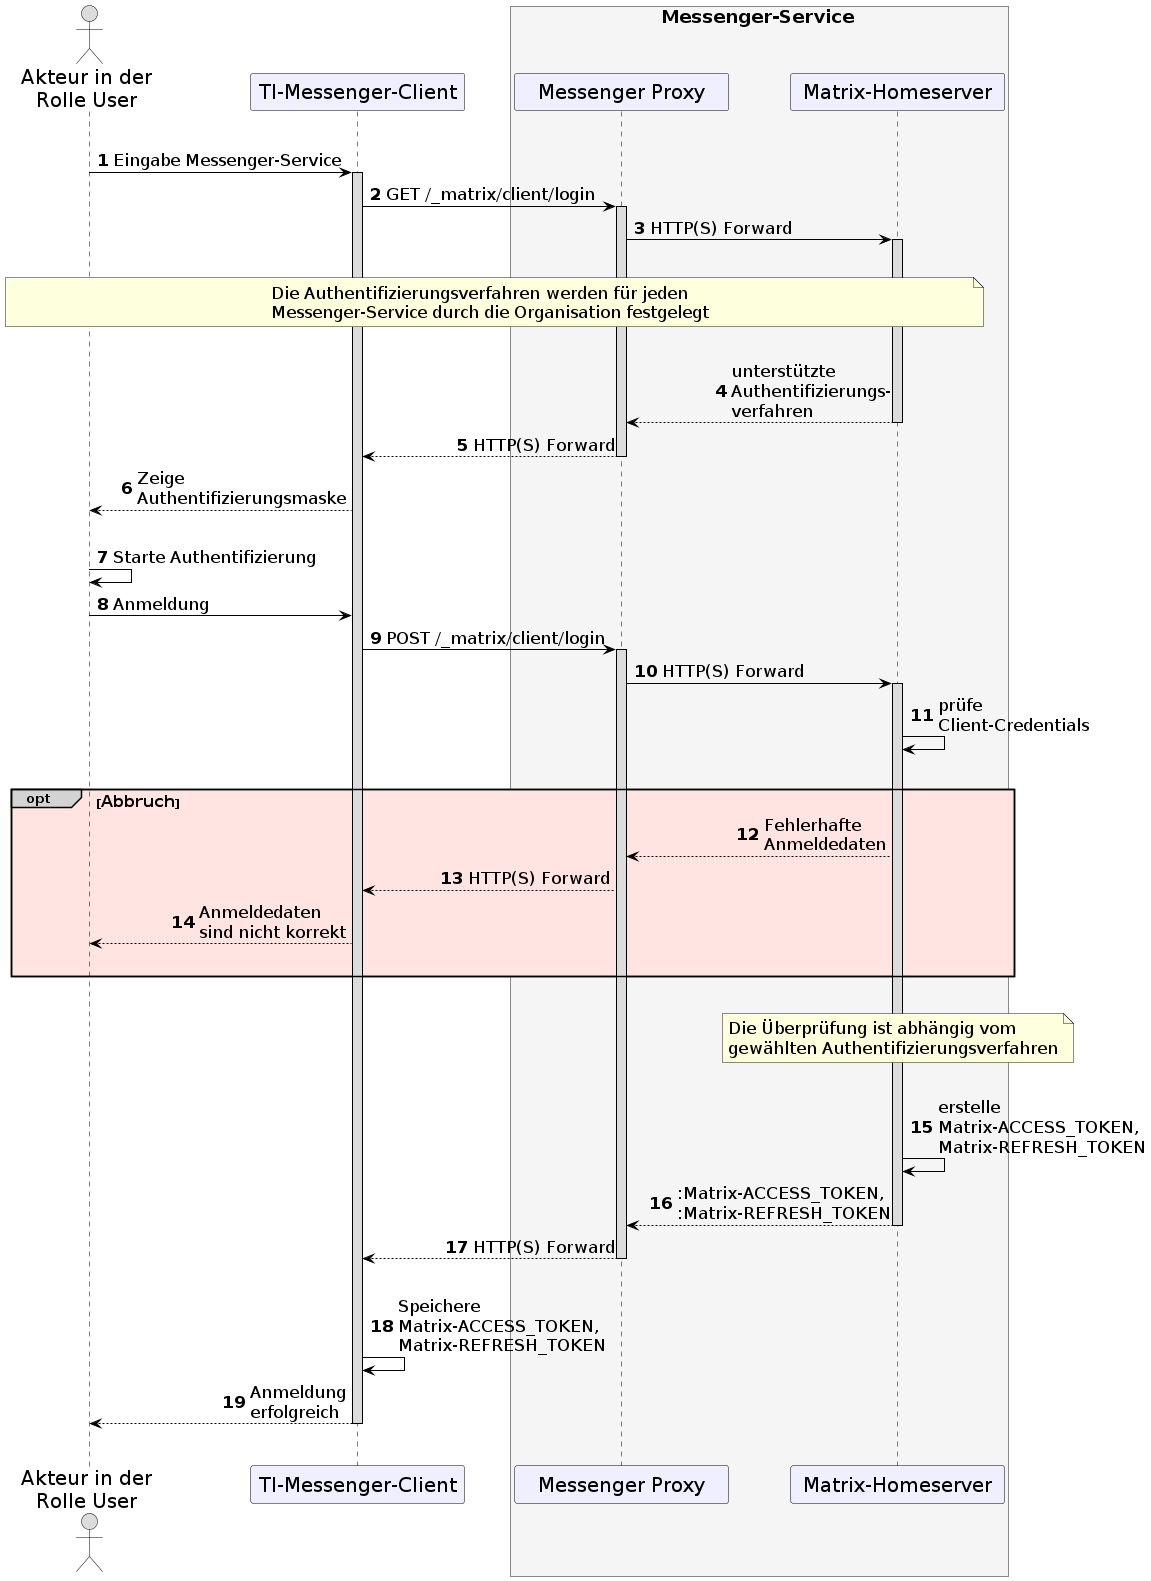 Messenger-Service
Akteur in der
Rolle User
TI-Messenger-Client
Messenger Proxy
Matrix-Homeserver
1 Eingabe Messenger-Service
2 GET /_matrix/client/login
3 HTTP(S) Forward
Die Authentifizierungsverfahren werden für jeden
Messenger-Service durch die Organisation festgelegt
unterstützte
4 Authentifizierungs-
verfahren
5 HTTP(S) Forward
6 Zeige
Authentifizierungsmaske
7 Starte Authentifizierung
8 Anmeldung
9 POST /_matrix/client/login
10 HTTP(S) Forward
11 prüfe
Client-Credentials
opt [Abbruch]
12 Fehlerhafte
Anmeldedaten
13 HTTP(S) Forward
14 Anmeldedaten
sind nicht korrekt
Die Überprüfung ist abhängig vom
gewählten Authentifizierungsverfahren
erstelle
15 Matrix-ACCESS_TOKEN,
Matrix-REFRESH_TOKEN
16 :Matrix-ACCESS_TOKEN,
:Matrix-REFRESH_TOKEN
17 HTTP(S) Forward
Speichere
18 Matrix-ACCESS_TOKEN,
Matrix-REFRESH_TOKEN
19 Anmeldung
erfolgreich
Akteur in der
Rolle User
TI-Messenger-Client
Messenger Proxy
Matrix-Homeserver